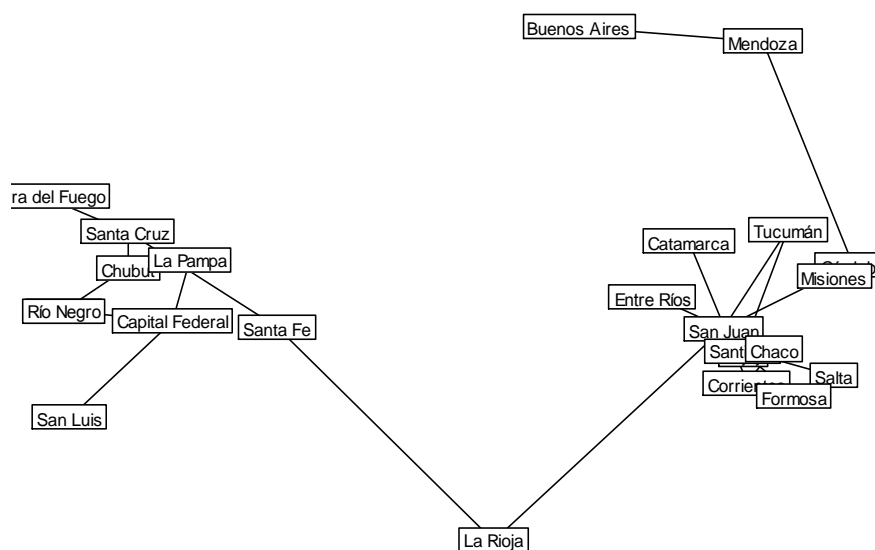 Buenos Aires
Mendoza
ra del Fuego
Santa Cruz
Tucumán
Catamarca
La Pampa
Chubut
Misiones
Entre Ríos
Río Negro
Capital Federal
Santa Fe
San Juan
Chaco
Salta
Corrientes
Formosa
San Luis
La Rioja